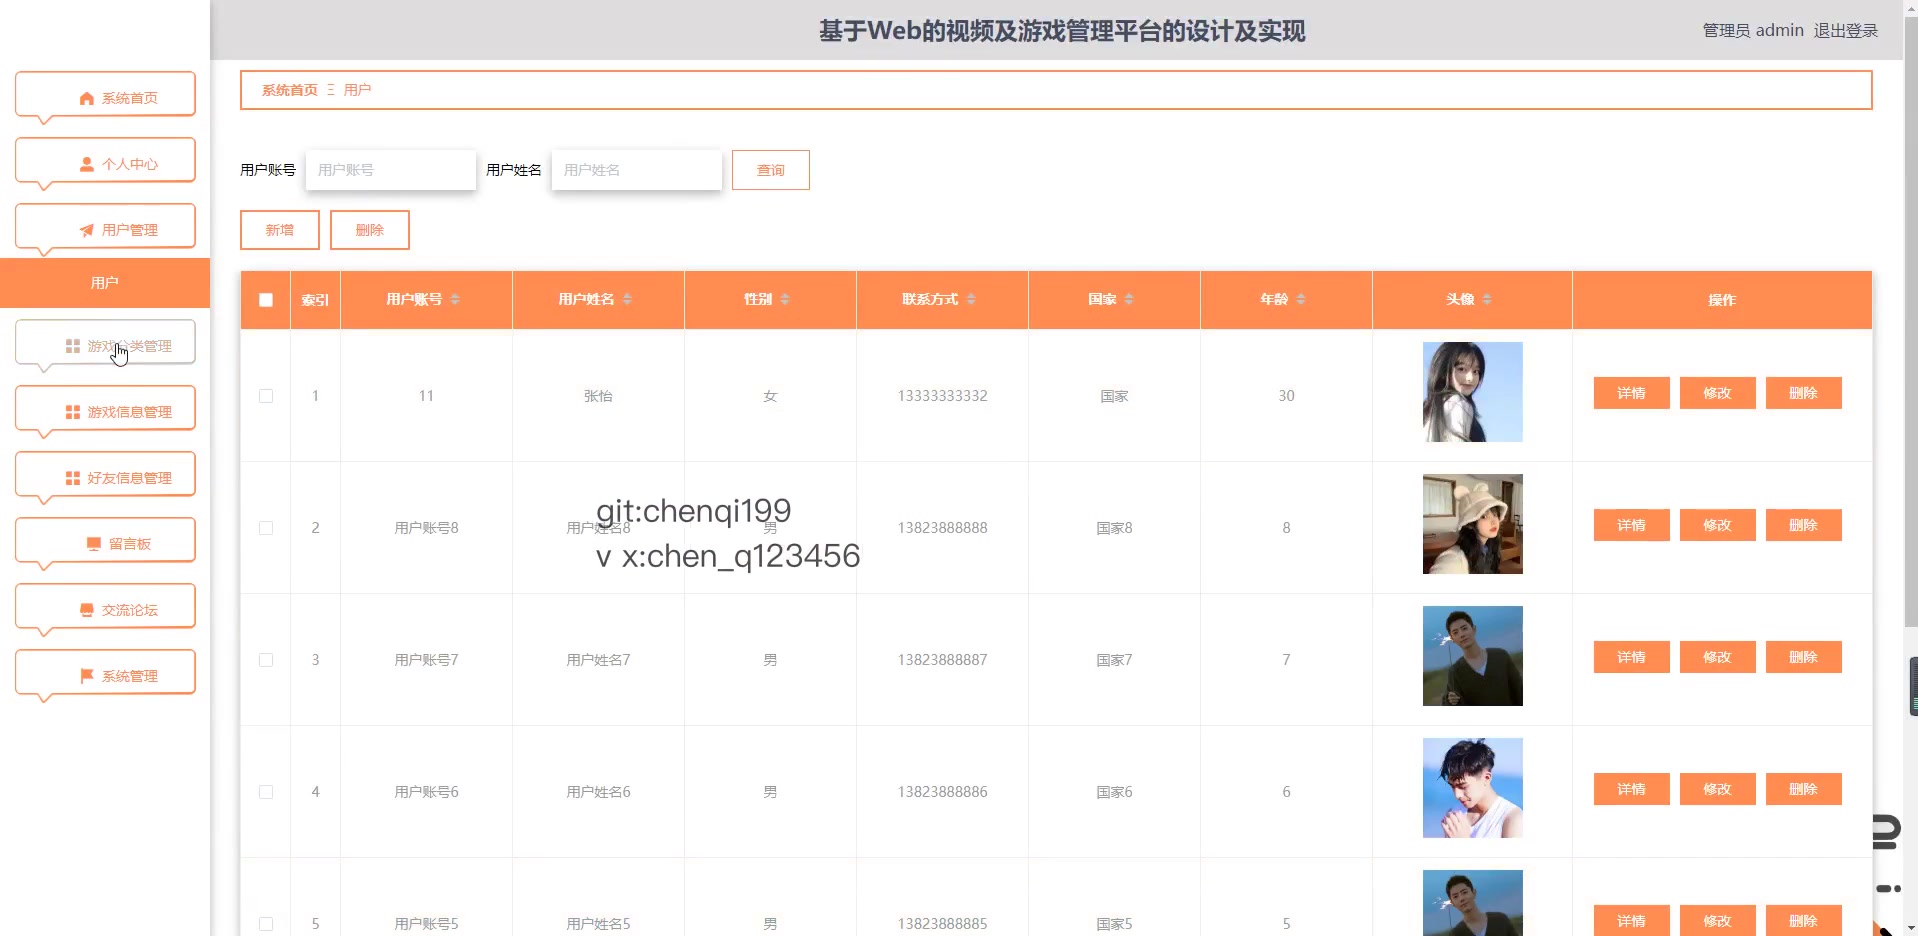 基于Web的视频及游戏管理平台的设计及实现
管理员 admin 退出登录
系统首页
个人中心
用户管理
用户
游戏分类管理
游戏信息管理
好友信息管理
留言板
交流论坛
系统管理
系统首页 用户
用户账号 用户账号 用户姓名 用户姓名 查询
新增 删除
索引 用户账号 用户姓名 性别 联系方式 国家 年龄 头像 操作
1 11 张怡 女 13333333332 国家 30 详情 修改 删除
2 用户账号8 用户姓名8 男 13823888888 国家8 8 详情 修改 删除
git:chenqi199
v x:chen_q123456
3 用户账号7 用户姓名7 男 13823888887 国家7 7 详情 修改 删除
4 用户账号6 用户姓名6 男 13823888886 国家6 6 详情 修改 删除
5 用户账号5 用户姓名5 男 13823888885 国家5 5 详情 修改 删除